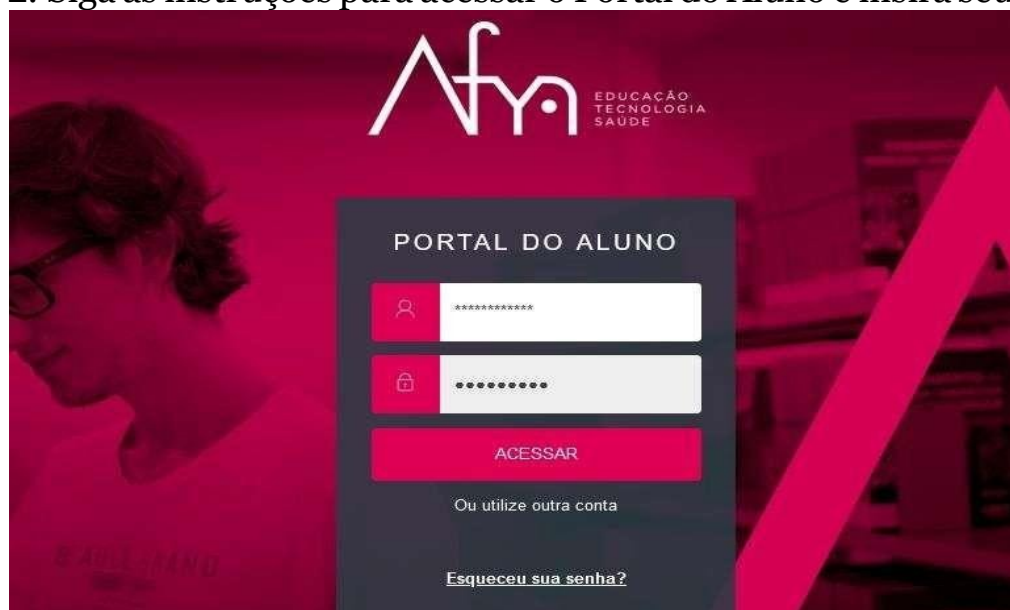 2. Siga as instruções para acessar o Portal do Aluno e insira seu
Afya
EDUCAÇÃO
TECNOLOGIA
SAÚDE
PORTAL DO ALUNO
************
●●●●●●●●●
ACESSAR
Ou utilize outra conta
Esqueceu sua senha?